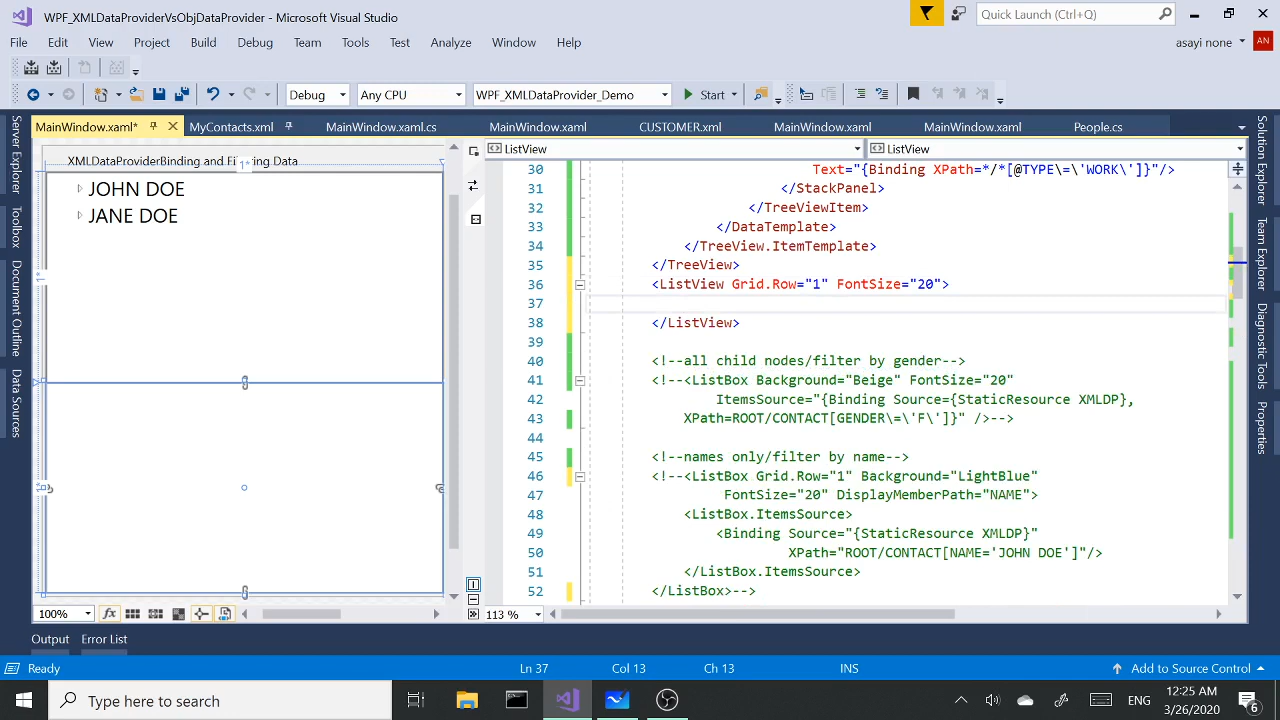 WPF_XMLDataProviderVsObjDataProvider - Microsoft Visual Studio
Quick Launch (Ctrl+Q)
File Edit View Project Build Debug Team Tools Test Analyze Window Help
asayi none AN
Debug Any CPU WPF_XMLDataProvider_Demo Start
MainWindow.xaml* MyContacts.xml MainWindow.xaml.cs MainWindow.xaml CUSTOMER.xml MainWindow.xaml MainWindow.xaml People.cs
Server Explorer
Toolbox
Document Outline
Data Sources
1*
JOHN DOE
JANE DOE
100%
ListView ListView
30 Text="{Binding XPath=*/*[@TYPE\=\'WORK\']}"/>
31 </StackPanel>
32 </TreeViewItem>
33 </DataTemplate>
34 </TreeView.ItemTemplate>
35 </TreeView>
36 <ListView Grid.Row="1" FontSize="20">
37
38 </ListView>
39
40 <!--all child nodes/filter by gender-->
41 <!--<ListBox Background="Beige" FontSize="20"
42 ItemsSource="{Binding Source={StaticResource XMLDP},
43 XPath=ROOT/CONTACT[GENDER\=\'F\']}" />-->
44
45 <!--names only/filter by name-->
46 <!--<ListBox Grid.Row="1" Background="LightBlue"
47 FontSize="20" DisplayMemberPath="NAME">
48 <ListBox.ItemsSource>
49 <Binding Source="{StaticResource XMLDP}"
50 XPath="ROOT/CONTACT[NAME='JOHN DOE']"/>
51 </ListBox.ItemsSource>
52 </ListBox>-->
113 %
Solution Explorer
Team Explorer
Diagnostic Tools
Properties
Output Error List
Ready Ln 37 Col 13 Ch 13 INS Add to Source Control
Type here to search
ENG
12:25 AM
3/26/2020
6